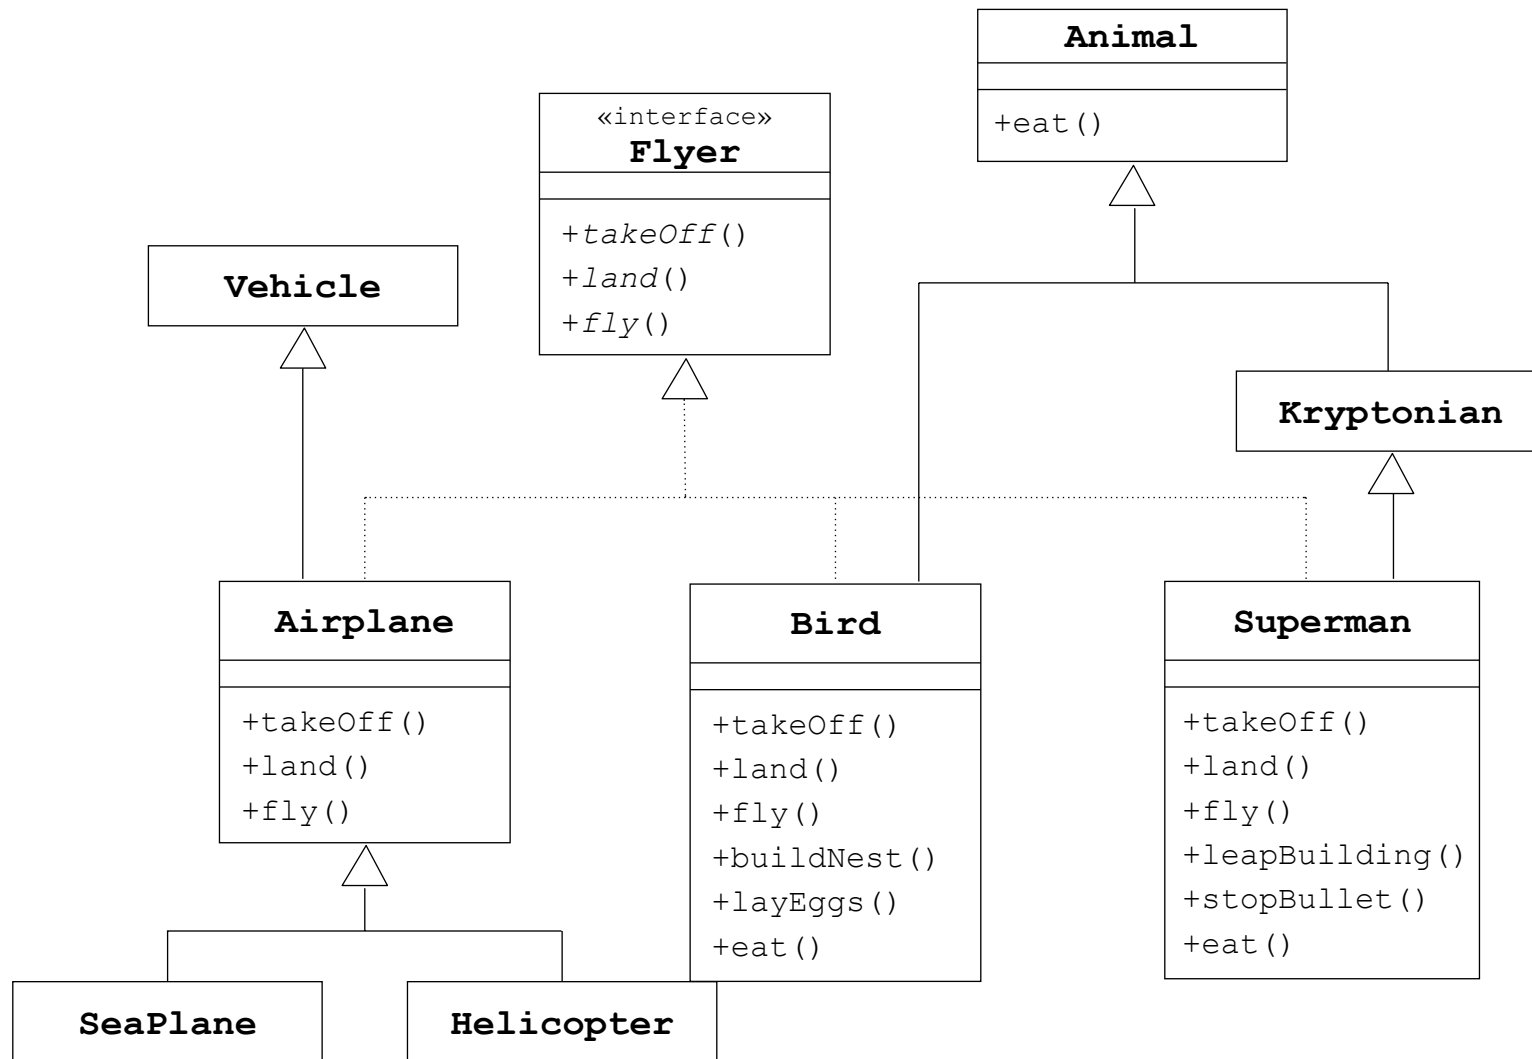 Animal
+eat()
«interface»
Flyer
+takeOff()
+land()
+fly()
Vehicle
Kryptonian
Airplane
+takeOff()
+land()
+fly()
Bird
+takeOff()
+land()
+fly()
+buildNest()
+layEggs()
+eat()
Superman
+takeOff()
+land()
+fly()
+leapBuilding()
+stopBullet()
+eat()
SeaPlane
Helicopter